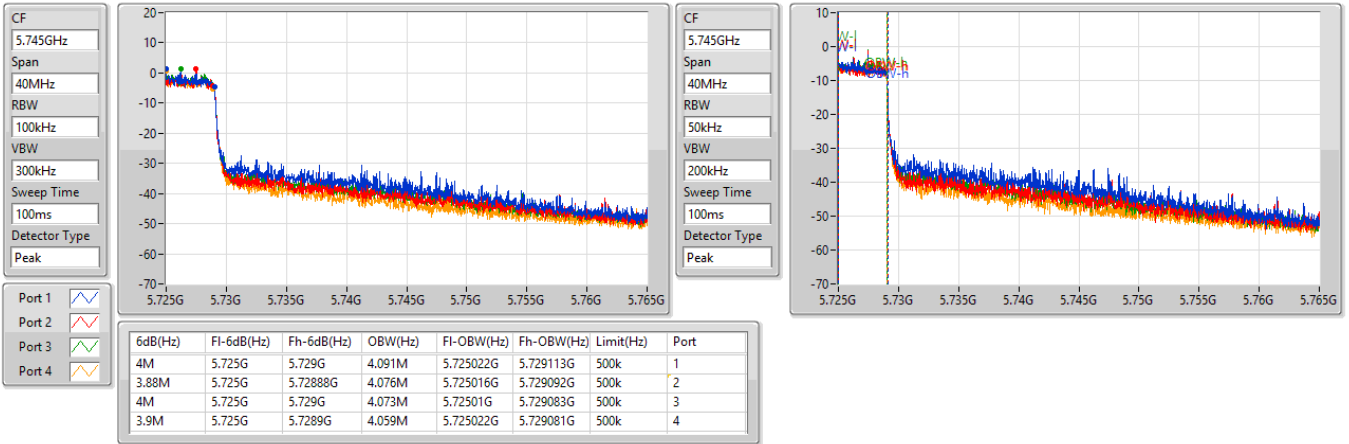 CF
5.745GHz
Span
40MHz
RBW
100kHz
VBW
300kHz
Sweep Time
100ms
Detector Type
Peak
Port 1
Port 2
Port 3
Port 4
20
10
0
-10
-20
-30
-40
-50
-60
-70
5.725G 5.73G 5.735G 5.74G 5.745G 5.75G 5.755G 5.76G 5.765G
CF
5.745GHz
Span
40MHz
RBW
50kHz
VBW
200kHz
Sweep Time
100ms
Detector Type
Peak
10
0
-10
-20
-30
-40
-50
-60
-70
W-l
W-l
5.725G 5.73G 5.735G 5.74G 5.745G 5.75G 5.755G 5.76G 5.765G
6dB(Hz) Fl-6dB(Hz) Fh-6dB(Hz) OBW(Hz) Fl-OBW(Hz) Fh-OBW(Hz) Limit(Hz) Port
4M 5.725G 5.729G 4.091M 5.725022G 5.729113G 500k 1
3.88M 5.725G 5.72888G 4.076M 5.725016G 5.729092G 500k 2
4M 5.725G 5.729G 4.073M 5.72501G 5.729083G 500k 3
3.9M 5.725G 5.7289G 4.059M 5.725022G 5.729081G 500k 4